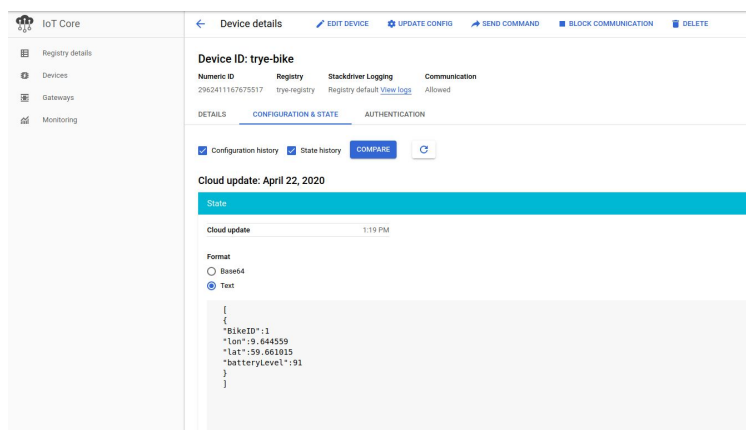 IoT Core
Device details
EDIT DEVICE
UPDATE CONFIG
SEND COMMAND
BLOCK COMMUNICATION
DELETE
Registry details
Devices
Gateways
Monitoring
Device ID: trye-bike
Numeric ID Registry Stackdriver Logging Communication
2962411167675517 trye-registry Registry default View logs Allowed
DETAILS CONFIGURATION & STATE AUTHENTICATION
Configuration history State history COMPARE
Cloud update: April 22, 2020
State
Cloud update 1:19 PM
Format
Base64
Text
[
{
"BikeID":1
"lon":9.644559
"lat":59.661015
"batteryLevel":91
}
]